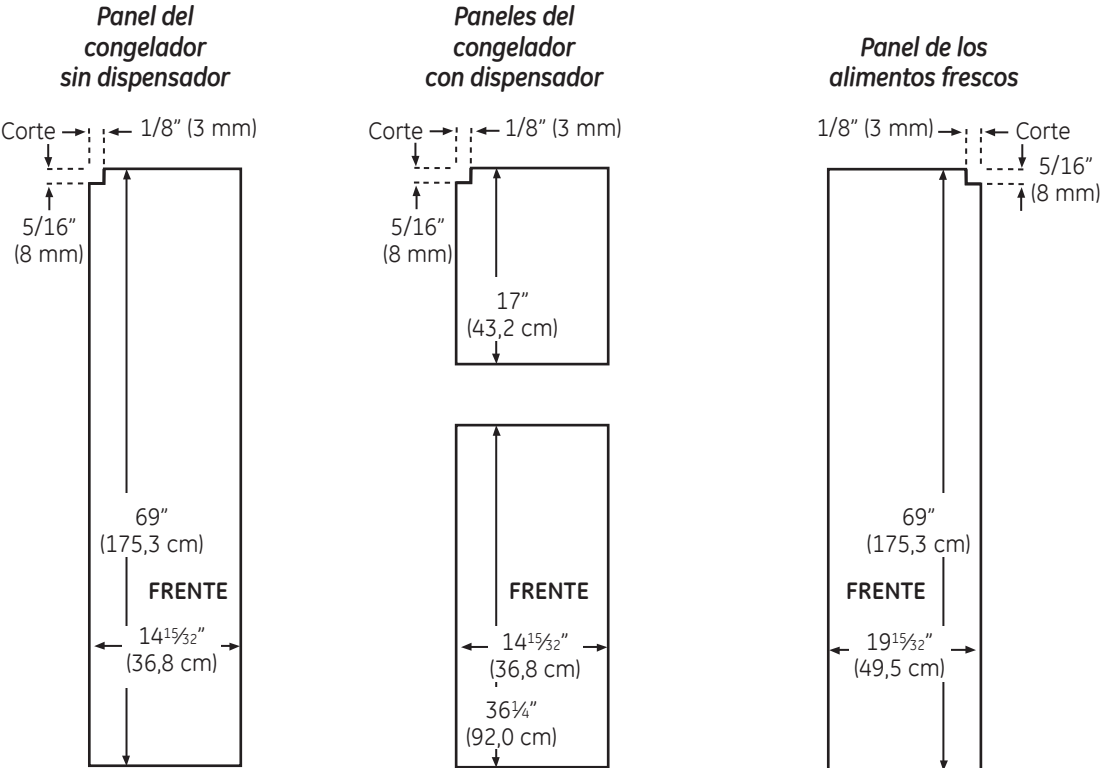 Panel del
congelador
sin dispensador
Corte
1/8” (3 mm)
5/16”
(8 mm)
69”
(175,3 cm)
FRENTE
14 15⁄32”
(36,8 cm)
Paneles del
congelador
con dispensador
Corte
1/8” (3 mm)
5/16”
(8 mm)
17”
(43,2 cm)
FRENTE
14 15⁄32”
(36,8 cm)
36¼”
(92,0 cm)
Panel de los
alimentos frescos
1/8” (3 mm)
Corte
5/16”
(8 mm)
69”
(175,3 cm)
FRENTE
19 15⁄32”
(49,5 cm)